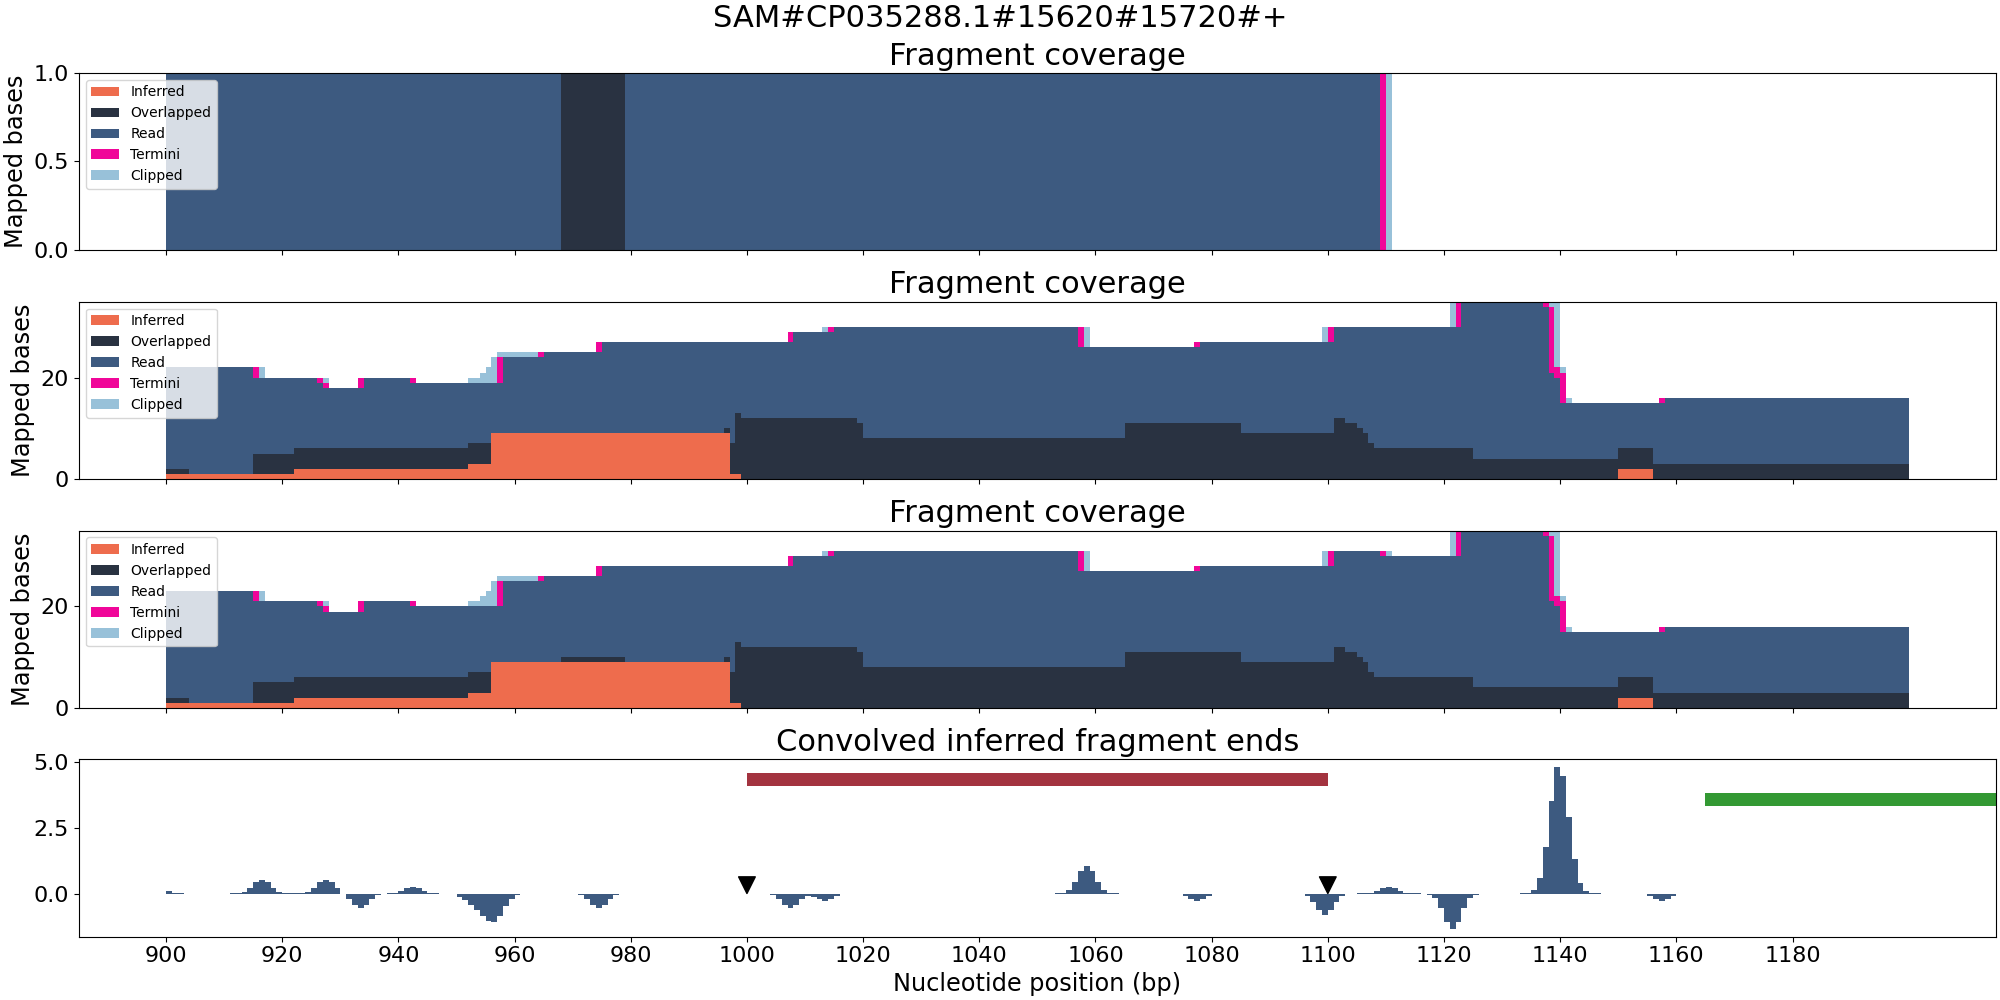 SAM#CP035288.1#15620#15720#+
Fragment coverage
Mapped bases
1.0
0.5
0.0
Inferred
Overlapped
Read
Termini
Clipped
Fragment coverage
Mapped bases
20
0
Inferred
Overlapped
Read
Termini
Clipped
Fragment coverage
Mapped bases
20
0
Inferred
Overlapped
Read
Termini
Clipped
Convolved inferred fragment ends
5.0
2.5
0.0
900 920 940 960 980 1000 1020 1040 1060 1080 1100 1120 1140 1160 1180
Nucleotide position (bp)